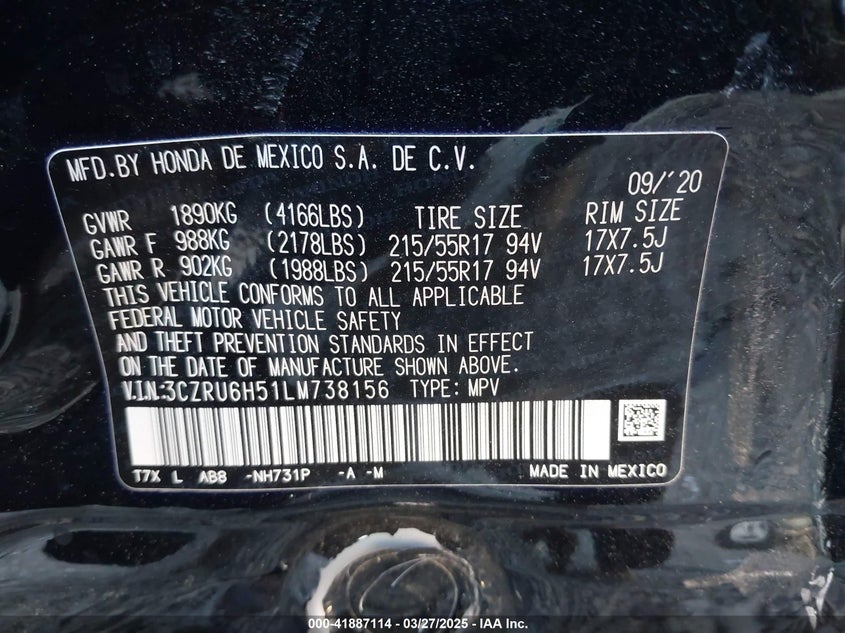 MFD.BY HONDA DE MEXICO S.A. DE C.V.
09/'20
GVWR 1890KG (4166LBS) TIRE SIZE RIM SIZE
GAWR F 988KG (2178LBS) 215/55R17 94V 17X7.5J
GAWR R 902KG (1988LBS) 215/55R17 94V 17X7.5J
THIS VEHICLE CONFORMS TO ALL APPLICABLE
FEDERAL MOTOR VEHICLE SAFETY
AND THEFT PREVENTION STANDARDS IN EFFECT
ON THE DATE OF MANUFACTURE SHOWN ABOVE.
V.I.N:3CZRU6H51LM738156 TYPE: MPV
T7X L AB8 -NH731P -A -M MADE IN MEXICO
000-41887114 - 03/27/2025 - IAA Inc.